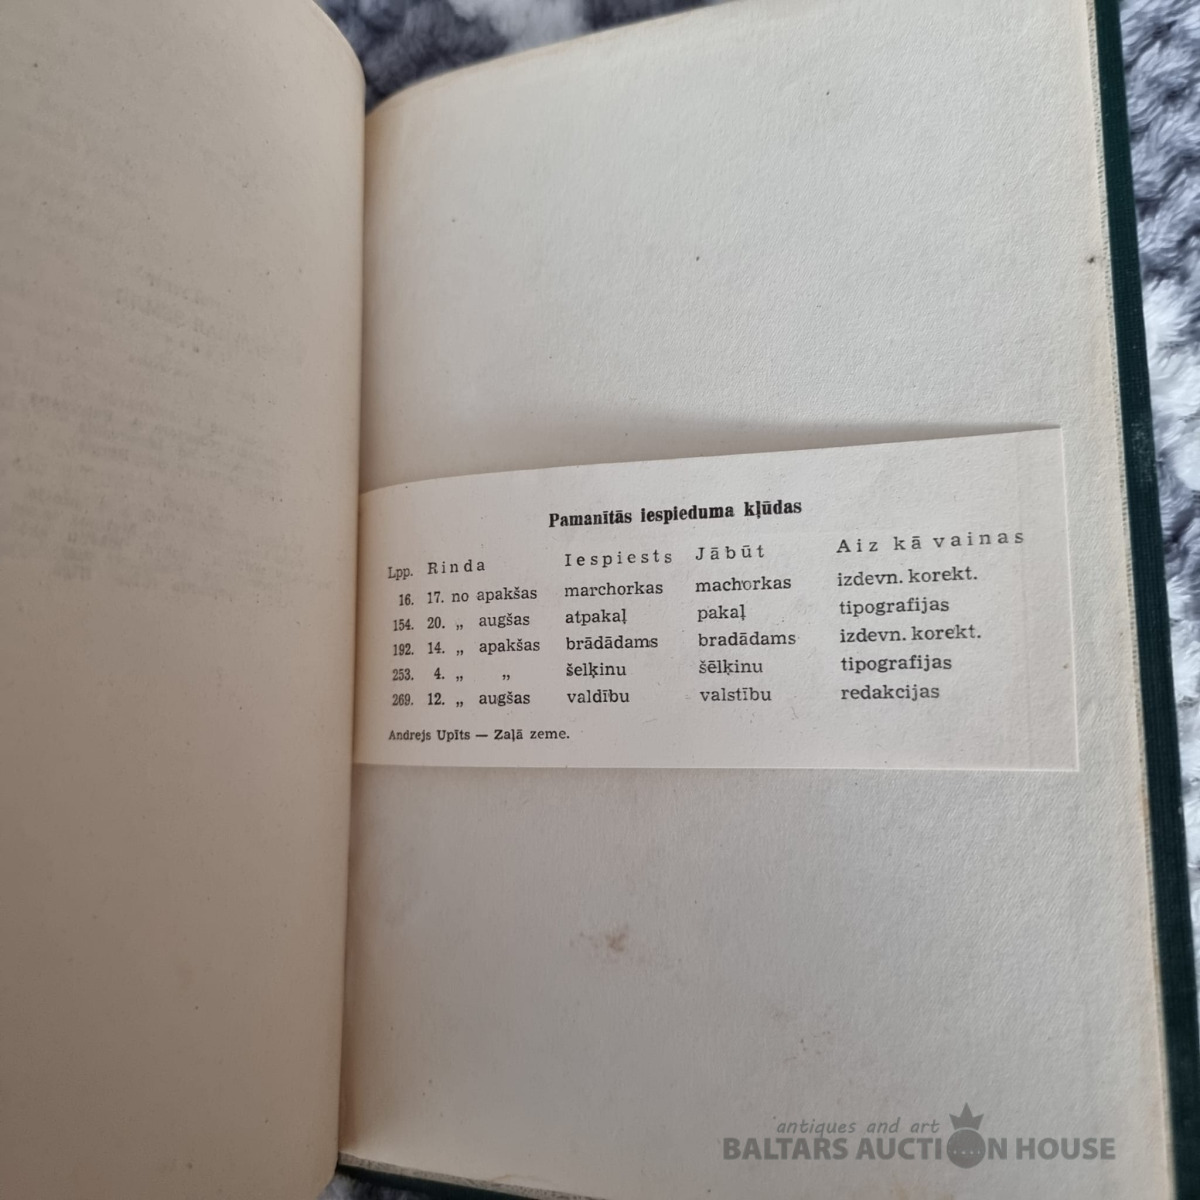 Pamanītās iespieduma kļūdas
Lpp. Rinda Iespiests Jābūt Aiz kā vainas
16. 17. no apakšas marchorkas machorkas izdevn. korekt.
154. 20. „ augšas atpakaļ pakaļ tipografijas
192. 14. „ apakšas brādādams bradādams izdevn. korekt.
253. 4. „ „ šelķinu šēlķinu tipografijas
269. 12. „ augšas valdību valstību redakcijas
Andrejs Upīts — Zaļā zeme.
antiques and art
BALTARS AUCTION HOUSE